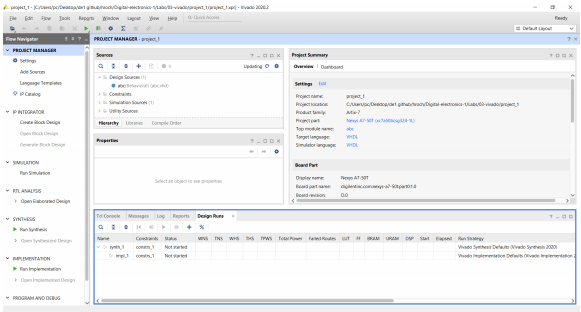 project_1 - [C:/Users/pc/Desktop/de1 github/hroch/Digital-electronics-1/Labs/03-vivado/project_1/project_1.xpr] - Vivado 2020.2
File Edit Flow Tools Reports Window Layout View Help Quick Access
Ready
Default Layout
Flow Navigator
PROJECT MANAGER - project_1
PROJECT MANAGER
Settings
Add Sources
Language Templates
IP Catalog
IP INTEGRATOR
Create Block Design
Open Block Design
Generate Block Design
SIMULATION
Run Simulation
RTL ANALYSIS
Open Elaborated Design
SYNTHESIS
Run Synthesis
Open Synthesized Design
IMPLEMENTATION
Run Implementation
Open Implemented Design
PROGRAM AND DEBUG
Sources
Updating
Design Sources (1)
abc(Behavioral) (abc.vhd)
Constraints
Simulation Sources (1)
Utility Sources
Hierarchy Libraries Compile Order
Properties
Select an object to see properties
Project Summary
Overview Dashboard
Settings Edit
Project name: project_1
Project location: C:/Users/pc/Desktop/de1 github/hroch/Digital-electronics-1/Labs/03-vivado/project_1
Product family: Artix-7
Project part: Nexys A7-50T (xc7a50ticsg324-1L)
Top module name: abc
Target language: VHDL
Simulator language: VHDL
Board Part
Display name: Nexys A7-50T
Board part name: digilentinc.com:nexys-a7-50t:part0:1.0
Board revision: D.0
Tcl Console Messages Log Reports Design Runs
Name Constraints Status WNS TNS WHS THS TPWS Total Power Failed Routes LUT FF BRAM URAM DSP Start Elapsed Run Strategy
synth_1 constrs_1 Not started Vivado Synthesis Defaults (Vivado Synthesis 2020)
impl_1 constrs_1 Not started Vivado Implementation Defaults (Vivado Implementation 2